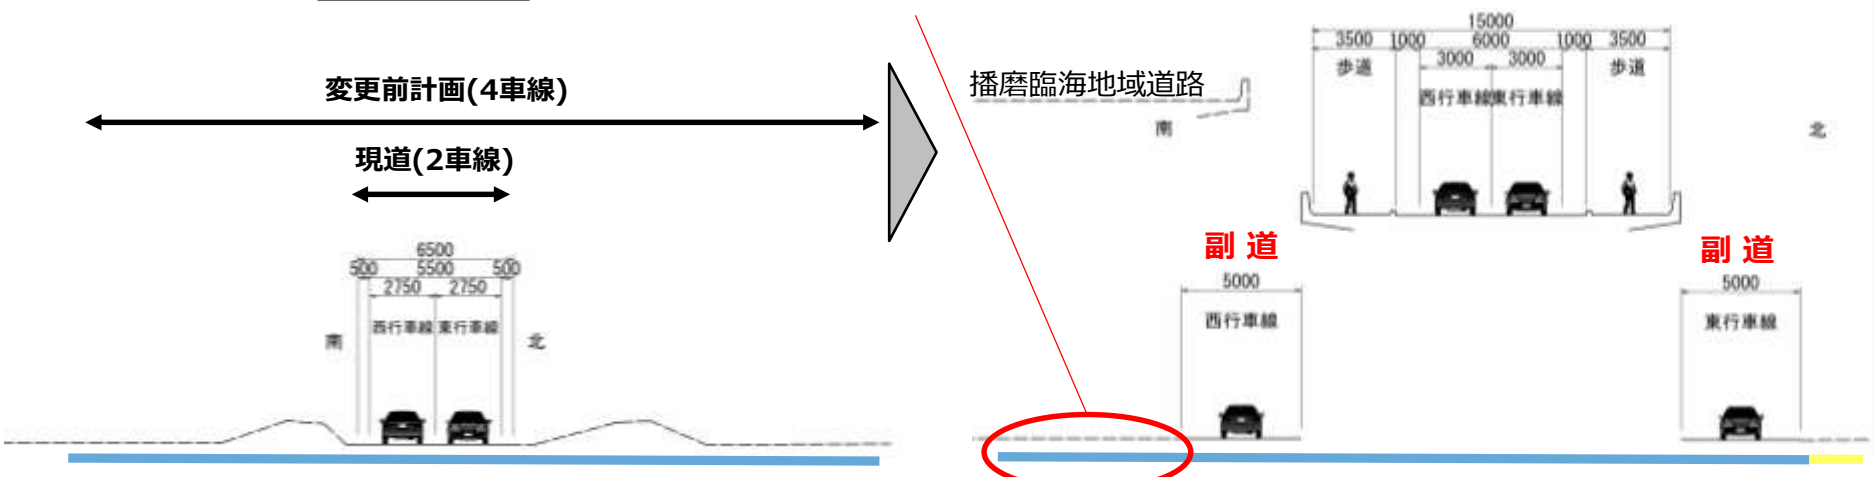 変更前計画(4車線)
現道(2車線)
6500
500 5500 500
2750 2750
西行車線 東行車線
南 北
播磨臨海地域道路
南 北
15000
3500 1000 6000 1000 3500
歩道 3000 3000 歩道
西行車線 東行車線
副道 副道
5000 5000
西行車線 東行車線